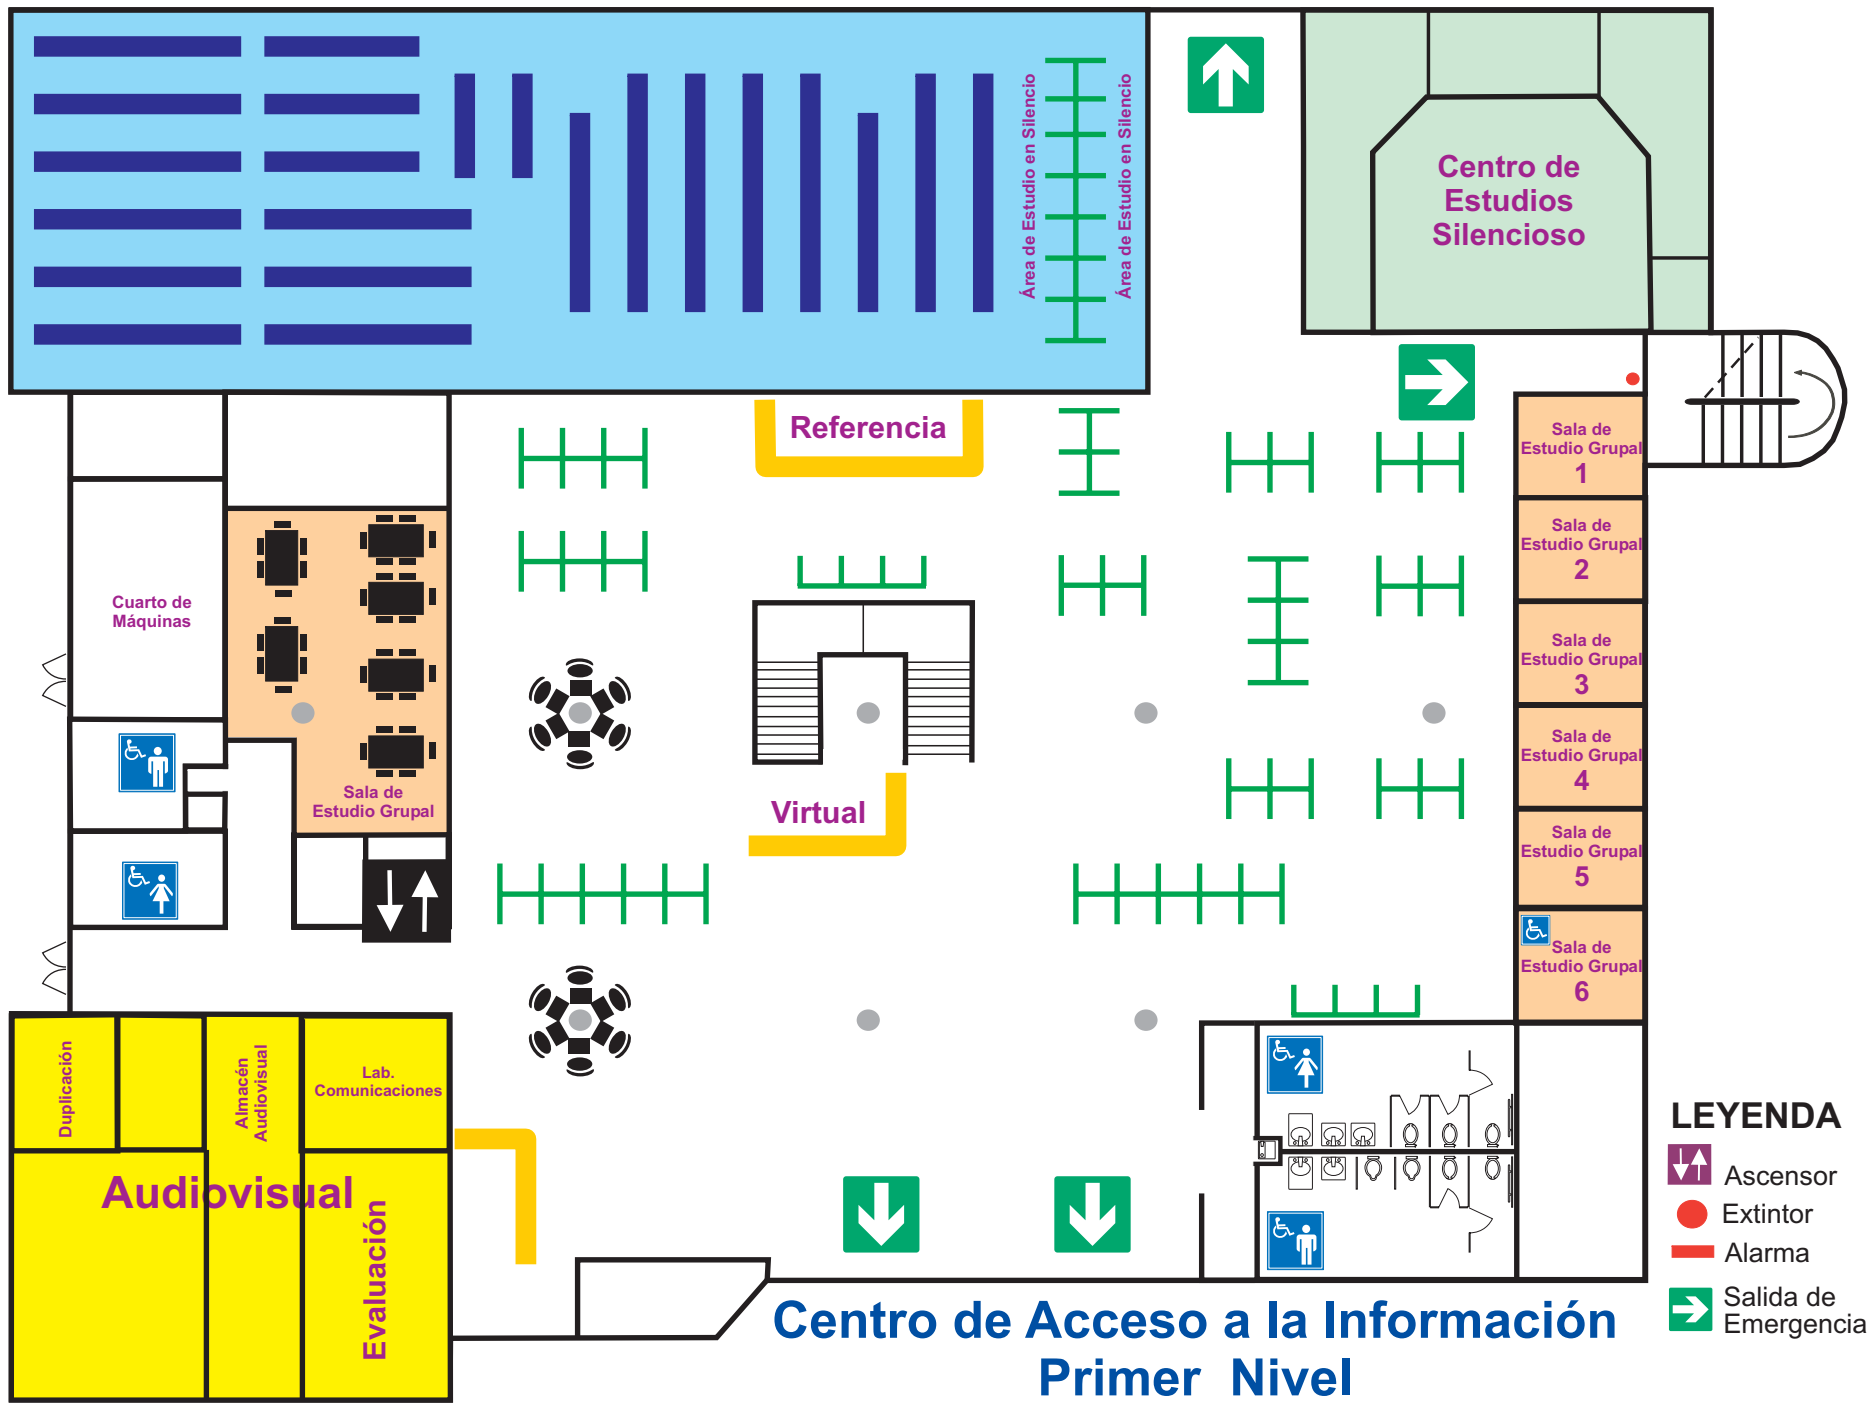 Área de Estudio en Silencio
Área de Estudio en Silencio
Centro de
Estudios
Silencioso
Referencia
Sala de
Estudio Grupal
1
Sala de
Estudio Grupal
2
Sala de
Estudio Grupal
3
Sala de
Estudio Grupal
4
Sala de
Estudio Grupal
5
Sala de
Estudio Grupal
6
Cuarto de
Máquinas
Sala de
Estudio Grupal
Virtual
Duplicación
Almacén
Audiovisual
Lab.
Comunicaciones
Audiovisual
Evaluación
LEYENDA
Ascensor
Extintor
Alarma
Salida de
Emergencia
Centro de Acceso a la Información
Primer Nivel